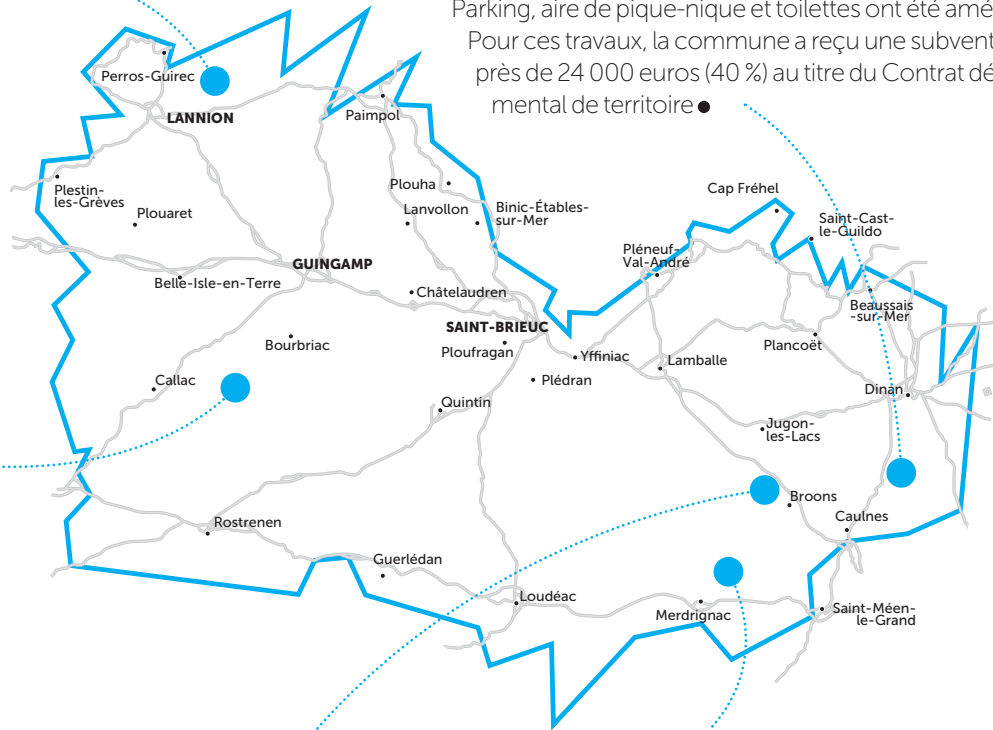 Parking, aire de pique-nique et toilettes ont été amé
Pour ces travaux, la commune a reçu une subvent
près de 24 000 euros (40 %) au titre du Contrat dé
mental de territoire
Perros-Guirec
LANNION
Paimpol
Plestin-
les-Grèves
Plouaret
Plouha
Lanvollon
Binic-Étables-
sur-Mer
Cap Fréhel
Saint-Cast-
le-Guildo
Pléneuf-
Val-André
GUINGAMP
Belle-Isle-en-Terre
Châtelaudren
Beaussais
-sur-Mer
SAINT-BRIEUC
Bourbriac
Ploufragan
Yffiniac
Lamballe
Plancoët
Callac
Plédran
Dinan
Quintin
Jugon-
les-Lacs
Broons
Caulnes
Rostrenen
Guerlédan
Loudéac
Merdrignac
Saint-Méen-
le-Grand